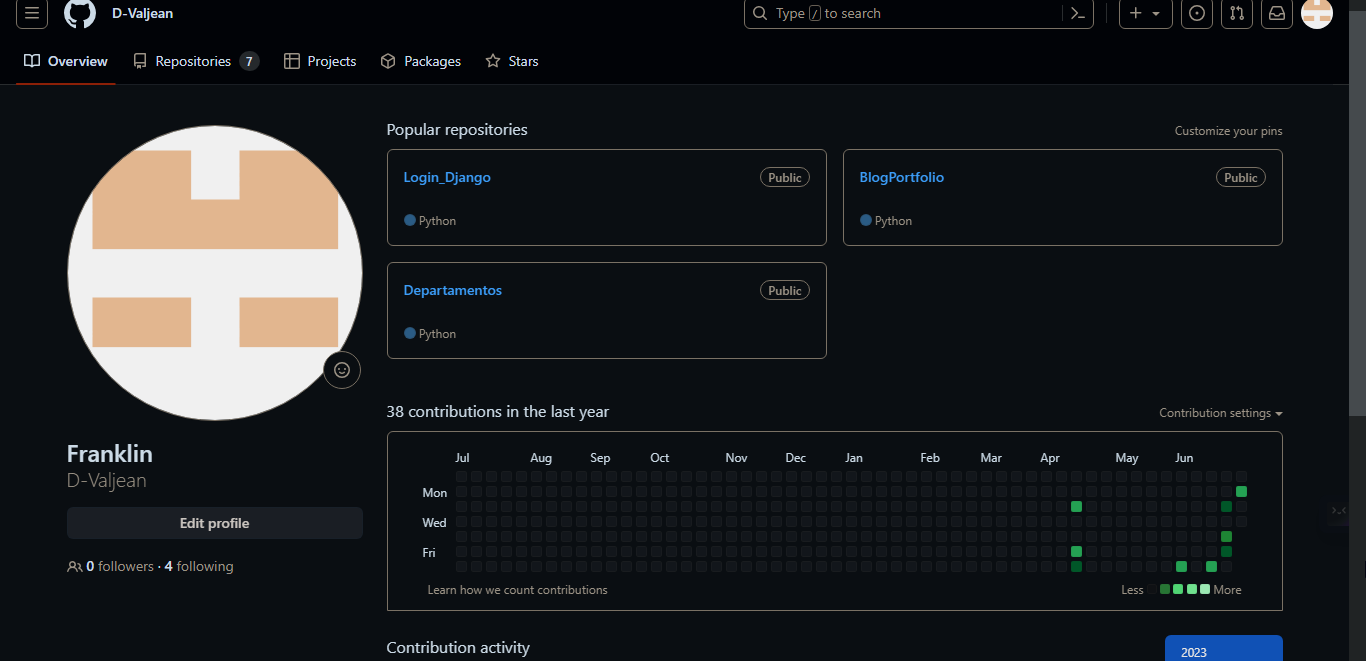 D-Valjean
Type / to search
Overview
Repositories 7
Projects
Packages
Stars
Popular repositories
Customize your pins
Login_Django
Public
Python
BlogPortfolio
Public
Python
Departamentos
Public
Python
38 contributions in the last year
Contribution settings
Jul Aug Sep Oct Nov Dec Jan Feb Mar Apr May Jun
Mon
Wed
Fri
Learn how we count contributions
Less
More
Franklin
D-Valjean
Edit profile
0 followers · 4 following
Contribution activity
2023